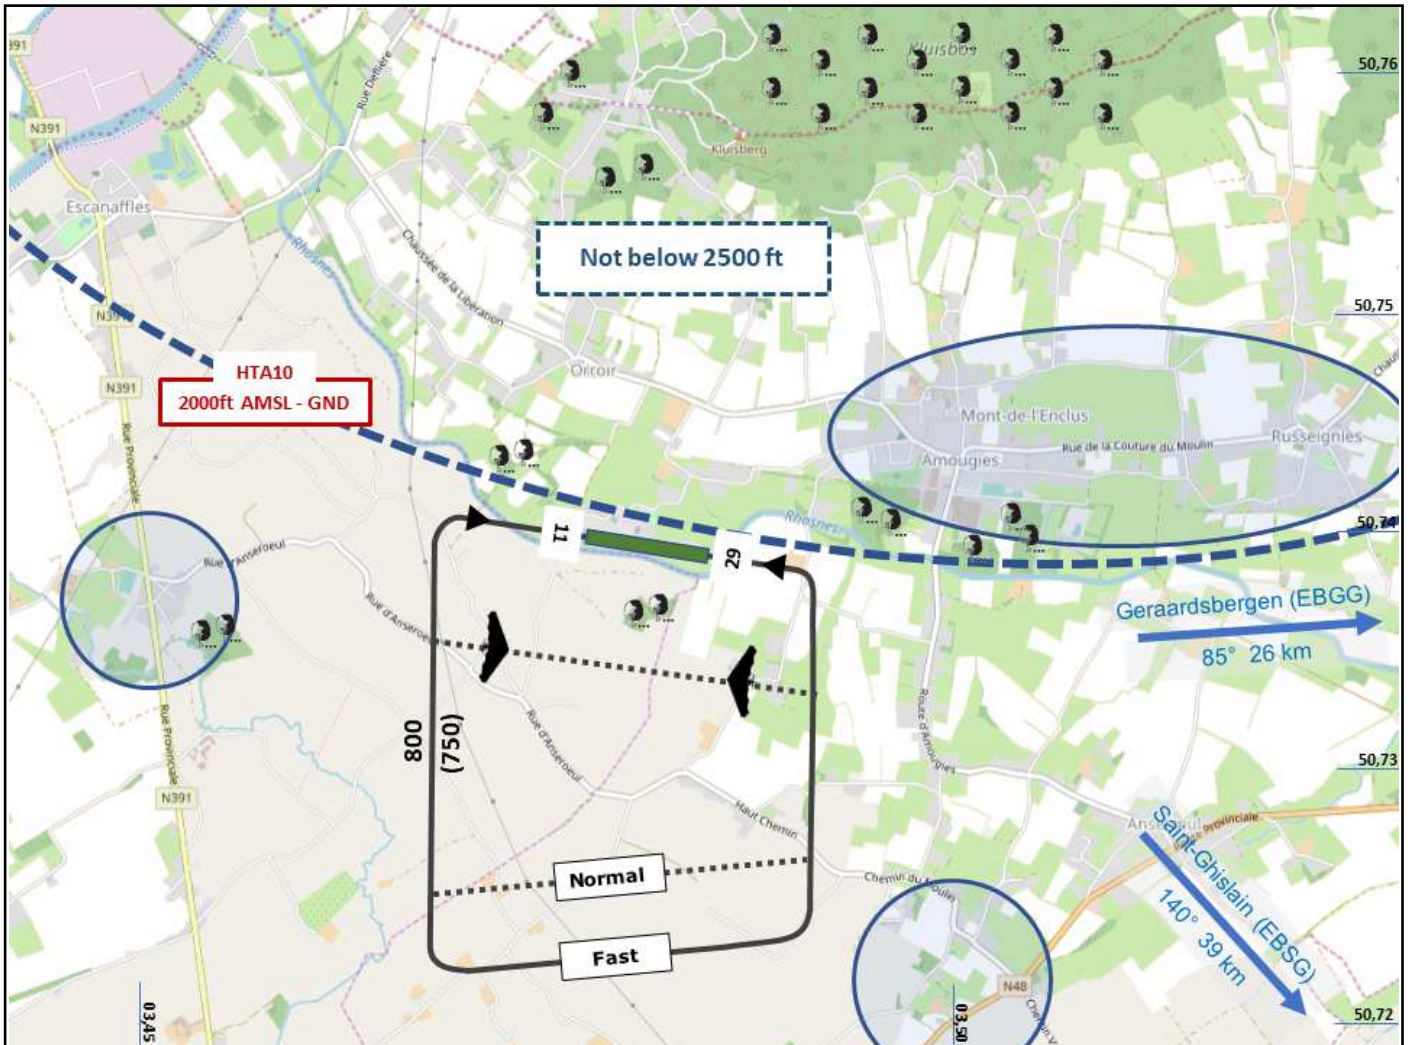 391
50,76
Kluisbos
Rue Dellière
N391
Kluisberg
Escanaffles
Rhosnes
Chaussée de la Libération
Not below 2500 ft
50,75
N391
HTA10
2000ft AMSL - GND
N391
Orroir
Mont-de-l'Enclus
Rue de la Couture du Moulin
Russeignies
Amougies
Rue Provinciale
50,74
Rhosnes
11
29
Rue d'Anseroeul
Geraardsbergen (EBGG)
85° 26 km
Rue d'Anseroeul
800
(750)
Rue d'Anseroeul
Route d'Amougies
Rue Provinciale
50,73
N391
Haut Chemin
Provinciale
Saint-Ghislain (EBSG)
140° 39 km
Normal
Chemin du Moulin
Fast
N48
03,45
03,50
50,72